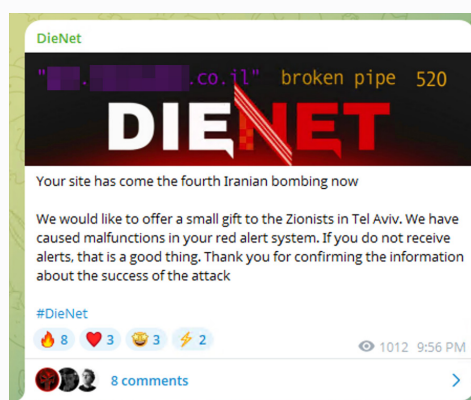 DieNet
" . .co.il" broken pipe 520
DIENET
Your site has come the fourth Iranian bombing now
We would like to offer a small gift to the Zionists in Tel Aviv. We have
caused malfunctions in your red alert system. If you do not receive
alerts, that is a good thing. Thank you for confirming the information
about the success of the attack
#DieNet
8 3 3 2
1012 9:56 PM
8 comments